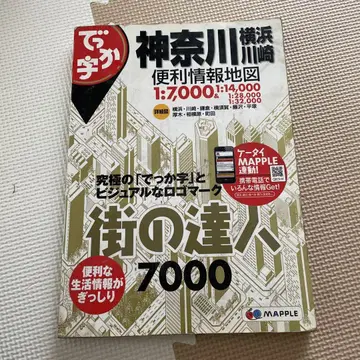 でっか字
神奈川 横浜 川崎
便利情報地図
1:7,000 & 1:14,000
1:28,000
1:32,000
詳細図
横浜・川崎・鎌倉・横須賀・藤沢・平塚
厚木・相模原・町田
ケータイ
MAPPLE
連動!
携帯電話で
いろんな情報Get!
究極の「でっか字」と
ビジュアルなロゴマーク
街の達人
7000
便利な
生活情報が
ぎっしり
MAPPLE